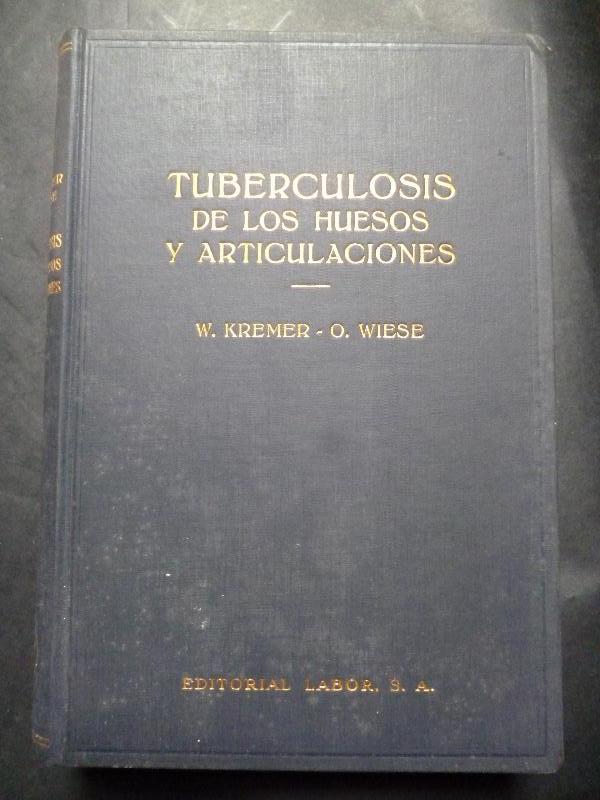 TUBERCULOSIS
DE LOS HUESOS
Y ARTICULACIONES
W. KREMER - O. WIESE
EDITORIAL LABOR, S. A.